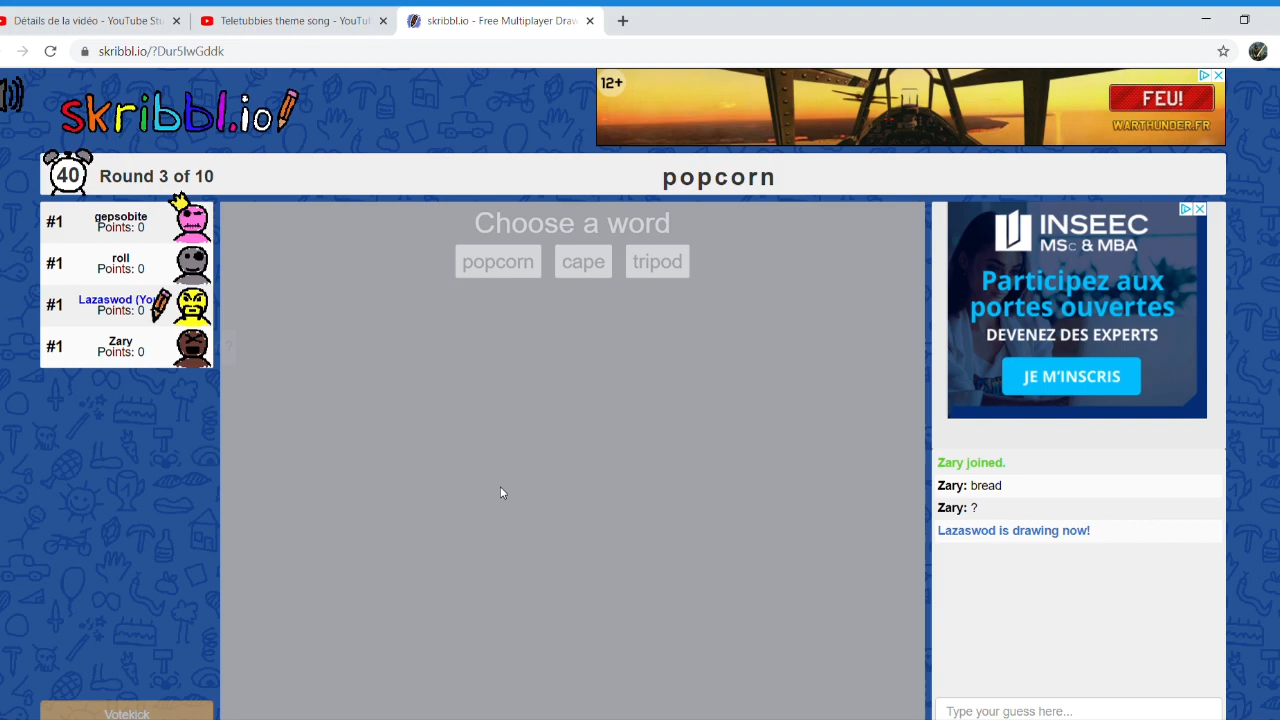 Détails de la vidéo - YouTube Stu
Teletubbies theme song - YouTu
skribbl.io - Free Multiplayer Draw
skribbl.io/?Dur5IwGddk
skribbl.io
12+
FEU!
WARTHUNDER.FR
40
Round 3 of 10
popcorn
#1
gepsobite
Points: 0
#1
roll
Points: 0
#1
Lazaswod (You
Points: 0
#1
Zary
Points: 0
?
Choose a word
popcorn
cape
tripod
INSEEC
MSc & MBA
Participez aux
portes ouvertes
DEVENEZ DES EXPERTS
JE M'INSCRIS
Zary joined.
Zary: bread
Zary: ?
Lazaswod is drawing now!
Votekick
Type your guess here...